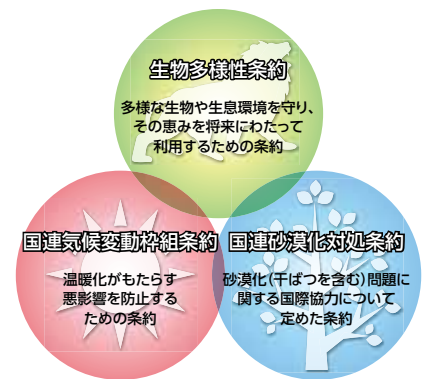 生物多様性条約
多様な生物や生息環境を守り、
その恵みを将来にわたって
利用するための条約
国連気候変動枠組条約
温暖化がもたらす
悪影響を防止する
ための条約
国連砂漠化対処条約
砂漠化(干ばつを含む)問題に
関する国際協力について
定めた条約